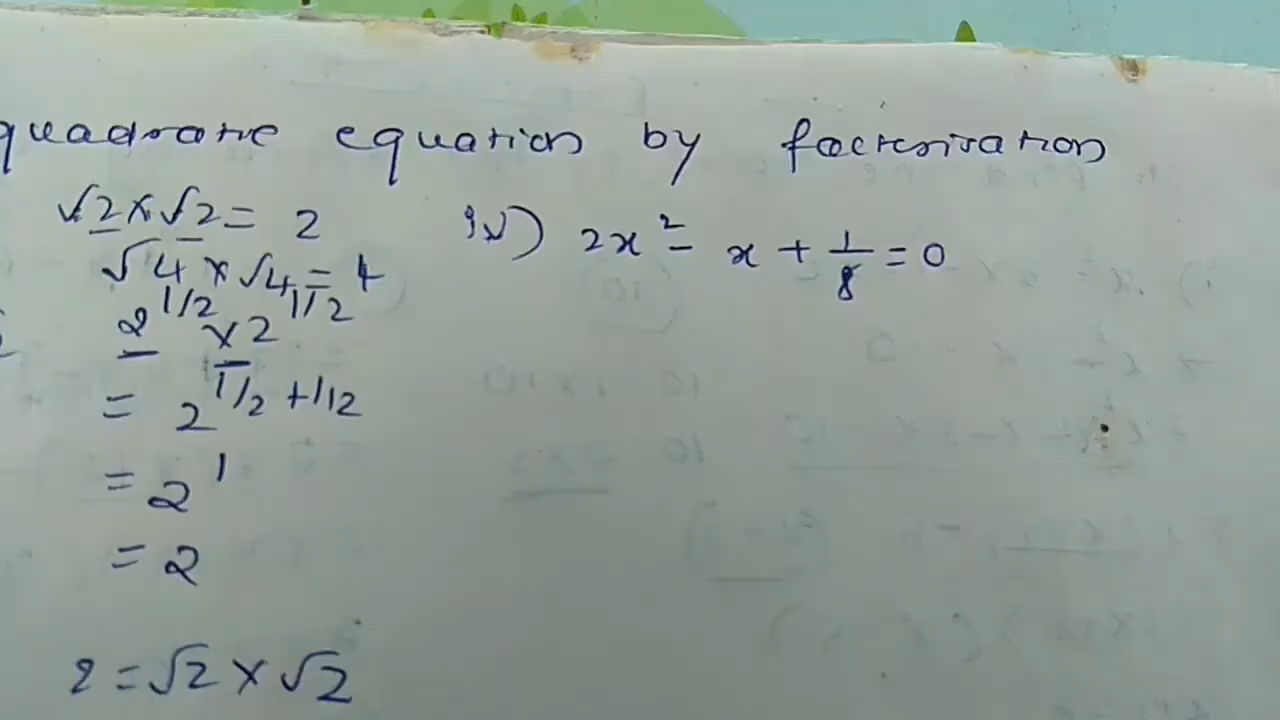 quadratic equation by factorisation
√2 × √2 = 2
√4 × √4 = 4
2^1/2 × 2^1/2
= 2^1/2 + 1/2
= 2^1
= 2
2 = √2 × √2
iv) 2x² - x + 1/8 = 0